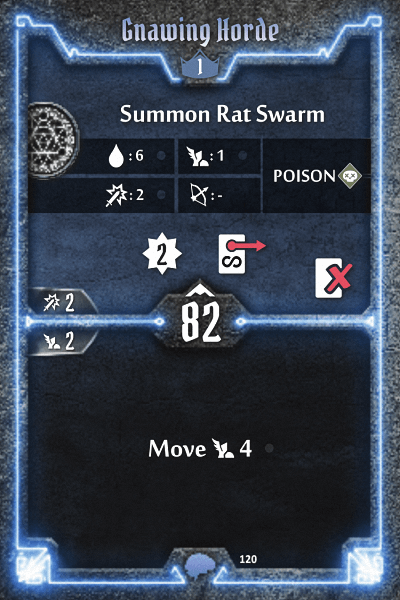 Gnawing Horde
1
Summon Rat Swarm
: 6 : 1
POISON
: 2 : -
2
2
82
2
Move 4
120